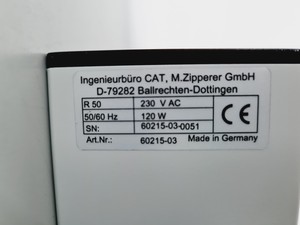 Ingenieurbüro CAT, M.Zipperer GmbH
D-79282 Ballrechten-Dottingen
R 50 230 V AC
50/60 Hz 120 W
SN: 60215-03-0051
Art.Nr.: 60215-03 Made in Germany
CE